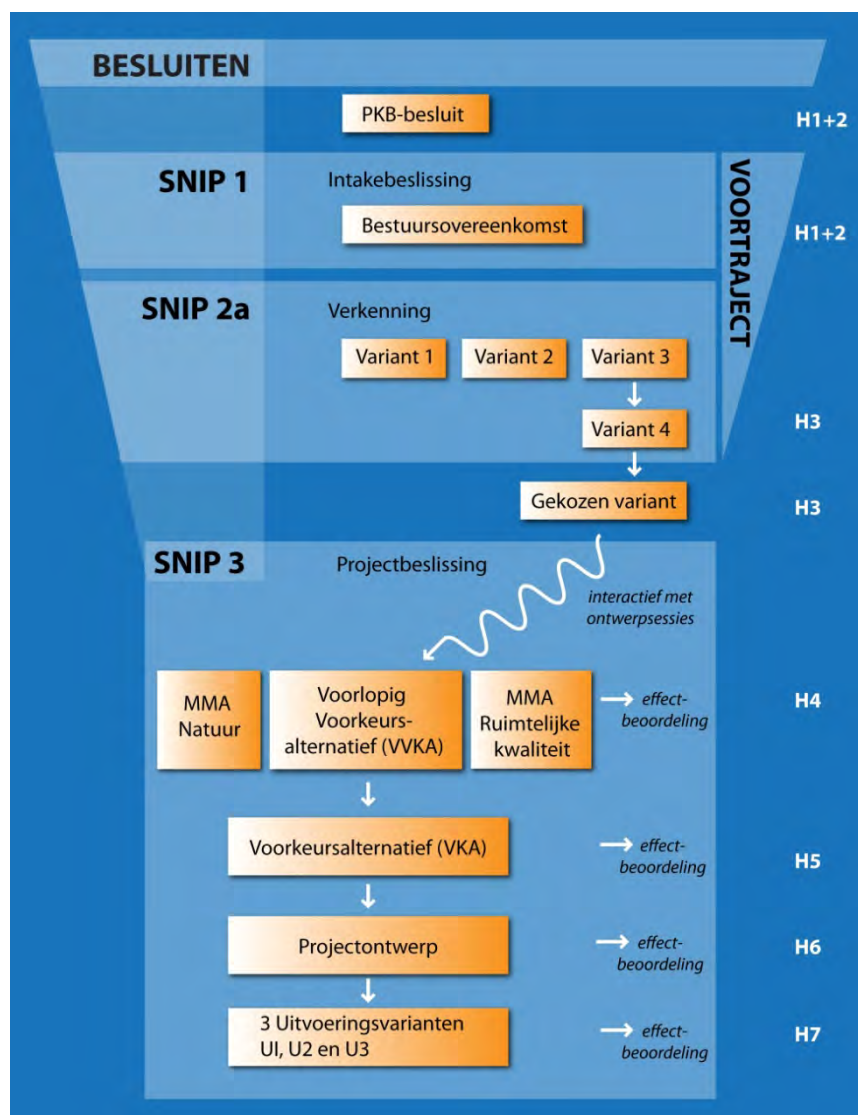 BESLUITEN
PKB-besluit
H1+2
SNIP 1
Intakebeslissing
Bestuursovereenkomst
VOORTRAJECT
H1+2
SNIP 2a
Verkenning
Variant 1
Variant 2
Variant 3
Variant 4
H3
Gekozen variant
H3
SNIP 3
Projectbeslissing
interactief met
ontwerpsessies
MMA
Natuur
Voorlopig
Voorkeurs-
alternatief (VVKA)
MMA
Ruimtelijke
kwaliteit
effect-
beoordeling
H4
Voorkeursalternatief (VKA)
effect-
beoordeling
H5
Projectontwerp
effect-
beoordeling
H6
3 Uitvoeringsvarianten
UI, U2 en U3
effect-
beoordeling
H7